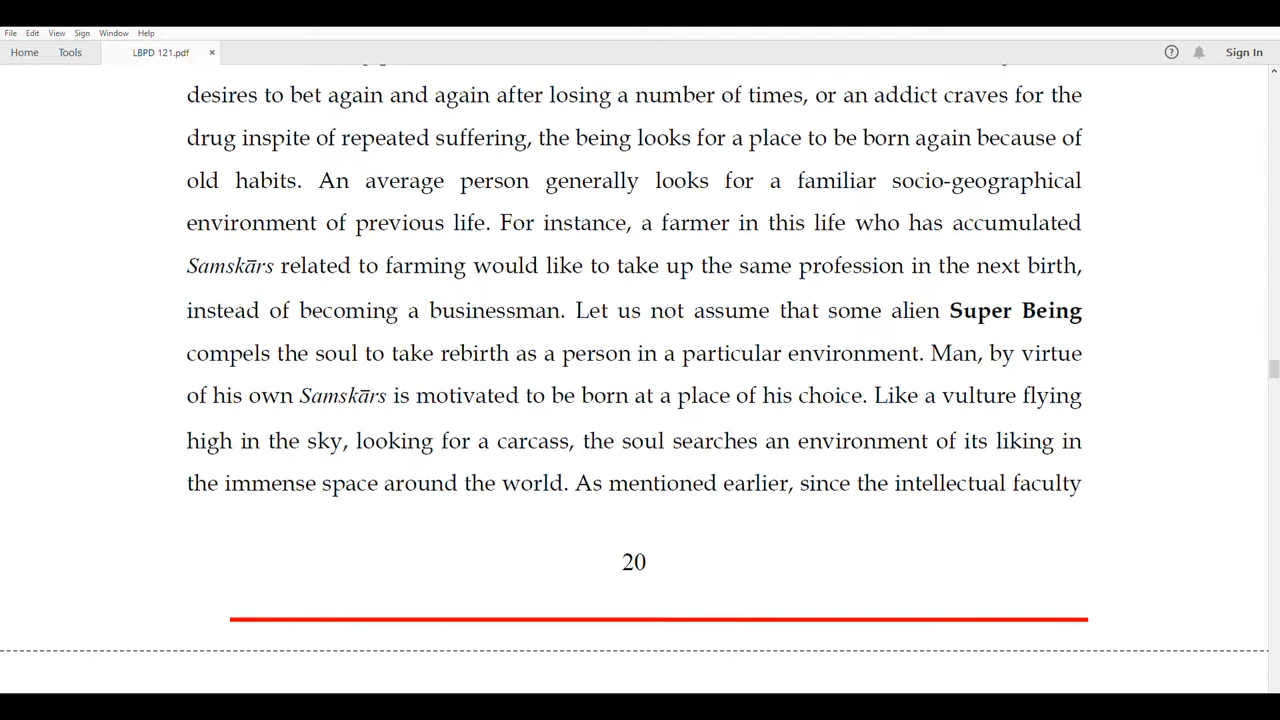 File Edit View Sign Window Help
Home Tools LBPD 121.pdf × ? Sign In
desires to bet again and again after losing a number of times, or an addict craves for the
drug inspite of repeated suffering, the being looks for a place to be born again because of
old habits. An average person generally looks for a familiar socio-geographical
environment of previous life. For instance, a farmer in this life who has accumulated
Samskārs related to farming would like to take up the same profession in the next birth,
instead of becoming a businessman. Let us not assume that some alien Super Being
compels the soul to take rebirth as a person in a particular environment. Man, by virtue
of his own Samskārs is motivated to be born at a place of his choice. Like a vulture flying
high in the sky, looking for a carcass, the soul searches an environment of its liking in
the immense space around the world. As mentioned earlier, since the intellectual faculty
20